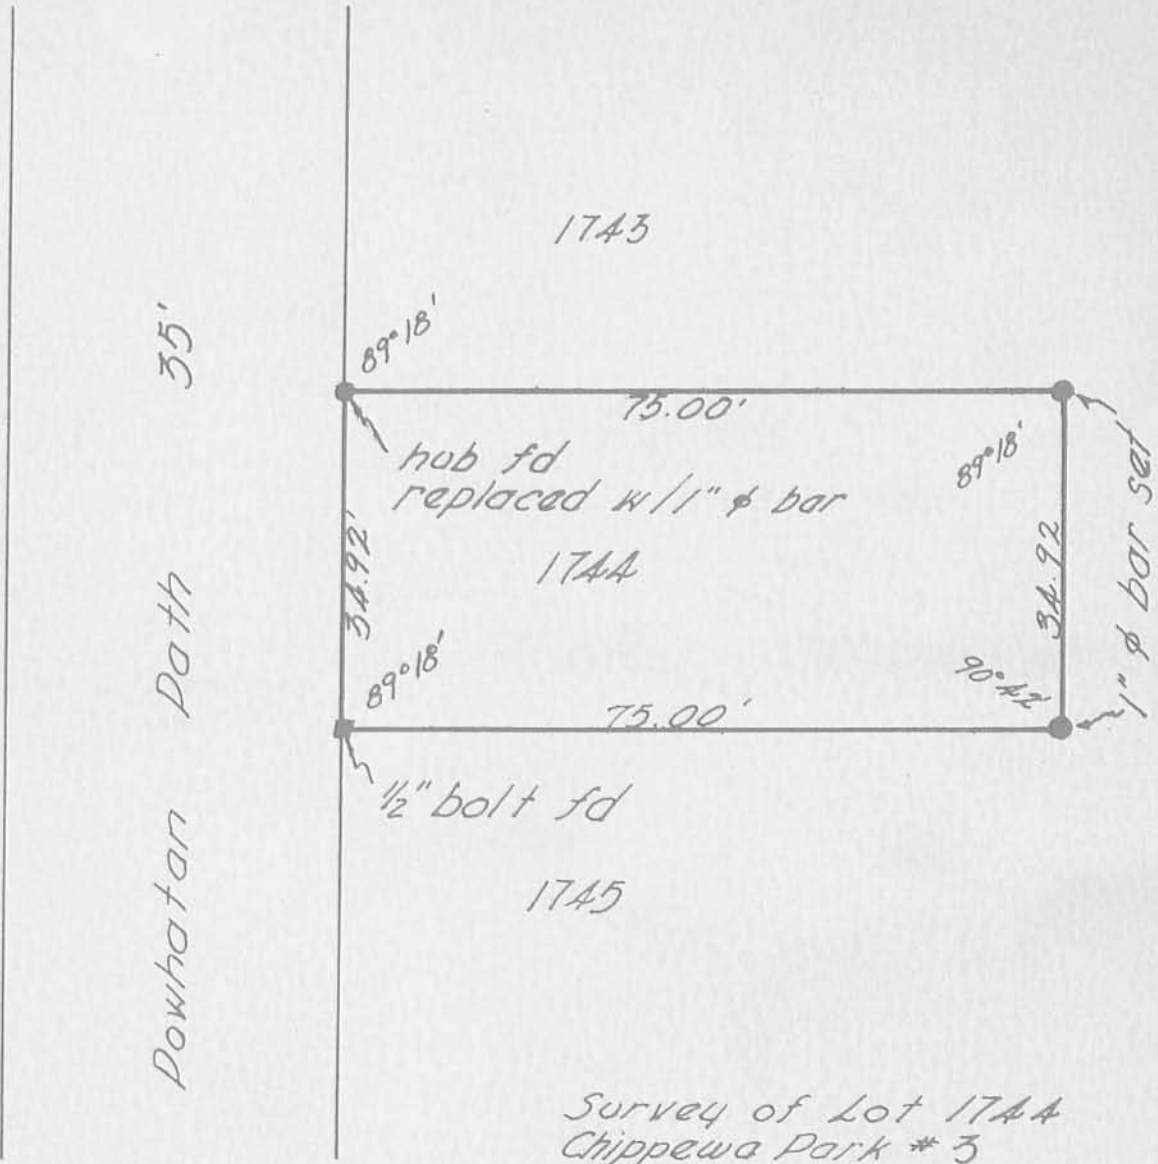 1743
35'
89°18'
75.00'
hub fd
replaced w/1" ϕ bar
89°18'
1" ϕ bar set
34.92'
1744
34.92
Powhatan Path
89°18'
90°42'
75.00'
1/2" bolt fd
1745
Survey of Lot 1744
Chippewa Park # 3